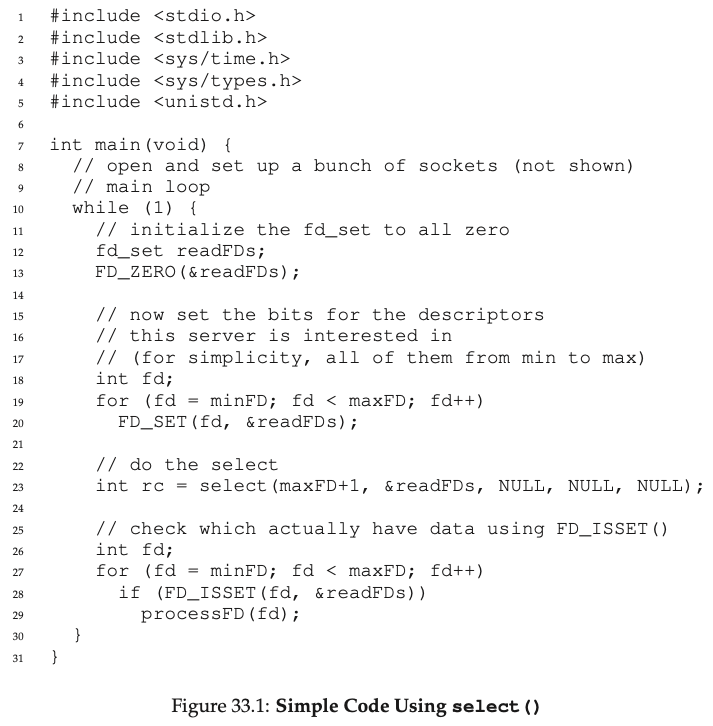 1 #include <stdio.h>
2 #include <stdlib.h>
3 #include <sys/time.h>
4 #include <sys/types.h>
5 #include <unistd.h>
6
7 int main(void) {
8   // open and set up a bunch of sockets (not shown)
9   // main loop
10   while (1) {
11     // initialize the fd_set to all zero
12     fd_set readFDs;
13     FD_ZERO(&readFDs);
14
15     // now set the bits for the descriptors
16     // this server is interested in
17     // (for simplicity, all of them from min to max)
18     int fd;
19     for (fd = minFD; fd < maxFD; fd++)
20       FD_SET(fd, &readFDs);
21
22     // do the select
23     int rc = select(maxFD+1, &readFDs, NULL, NULL, NULL);
24
25     // check which actually have data using FD_ISSET()
26     int fd;
27     for (fd = minFD; fd < maxFD; fd++)
28       if (FD_ISSET(fd, &readFDs))
29         processFD(fd);
30   }
31 }
Figure 33.1: Simple Code Using select()